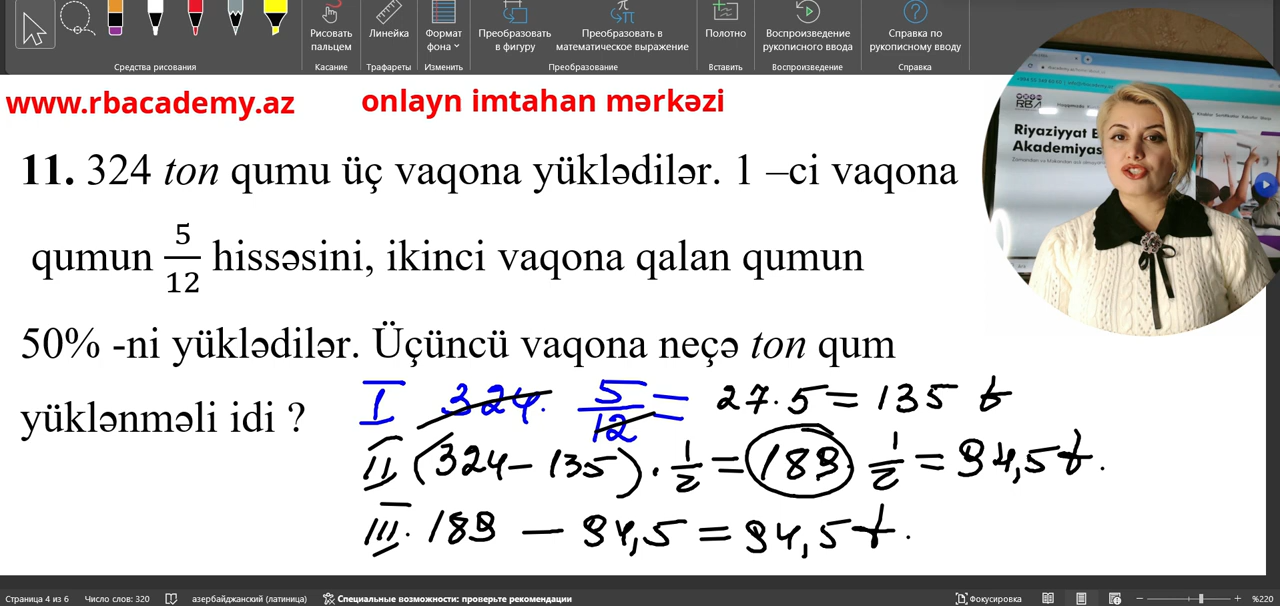 Рисовать пальцем
Линейка
Формат фона
Преобразовать в фигуру
Преобразовать в математическое выражение
Полотно
Воспроизведение рукописного ввода
Справка по рукописному вводу
Средства рисования
Касание
Трафареты
Изменить
Преобразование
Вставить
Воспроизведение
Справка
www.rbacademy.az onlayn imtahan mərkəzi
RBA
Riyaziyyat B
Akademiyas
11. 324 ton qumu üç vaqona yüklədilər. 1 –ci vaqona
qumun 5/12 hissəsini, ikinci vaqona qalan qumun
50% -ni yüklədilər. Üçüncü vaqona neçə ton qum
yüklənməli idi ?
I 324 · 5/12 = 27 · 5 = 135 t
II (324 – 135) · 1/2 = 189 · 1/2 = 94,5 t.
III. 189 – 94,5 = 94,5 t.
Страница 4 из 6 Число слов: 320 азербайджанский (латиница) Специальные возможности: проверьте рекомендации Фокусировка %220